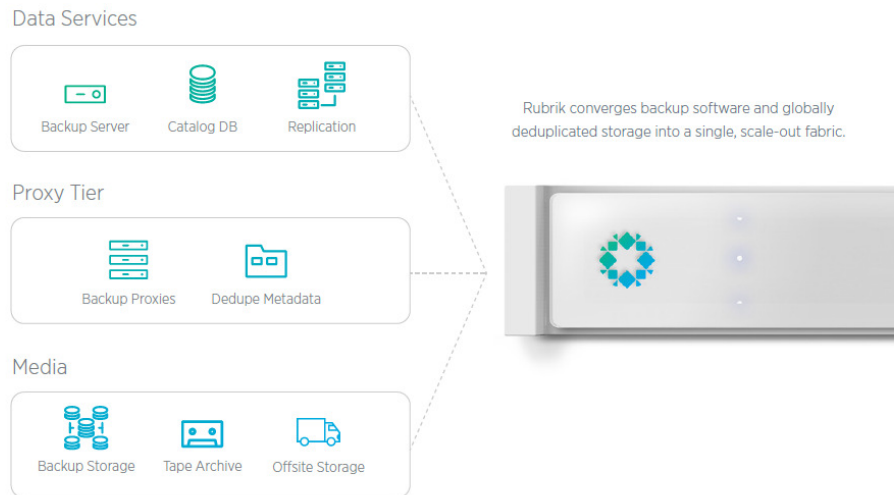 Data Services
Backup Server
Catalog DB
Replication
Rubrik converges backup software and globally
deduplicated storage into a single, scale-out fabric.
Proxy Tier
Backup Proxies
Dedupe Metadata
Media
Backup Storage
Tape Archive
Offsite Storage